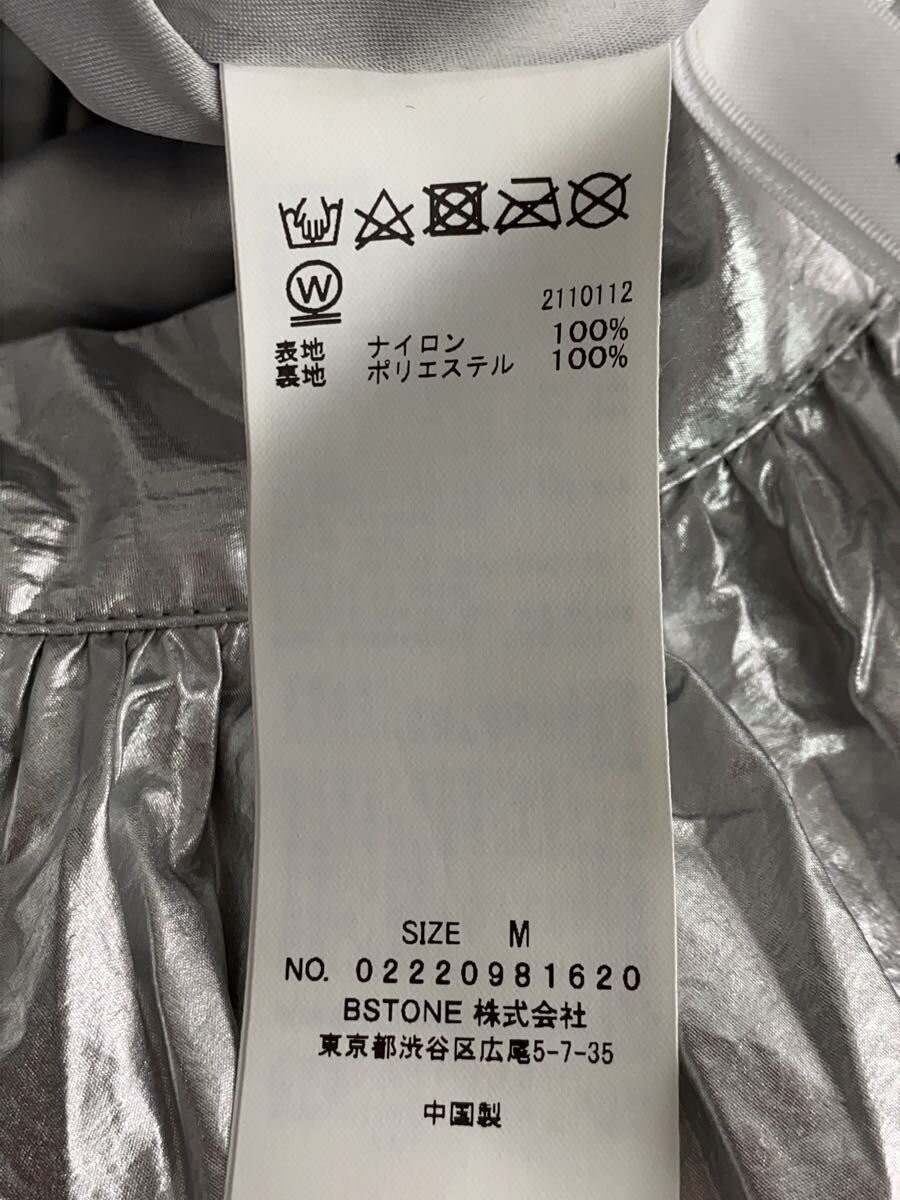 W
2110112
表地 ナイロン 100%
裏地 ポリエステル 100%
SIZE M
NO. 02220981620
BSTONE 株式会社
東京都渋谷区広尾5-7-35
中国製